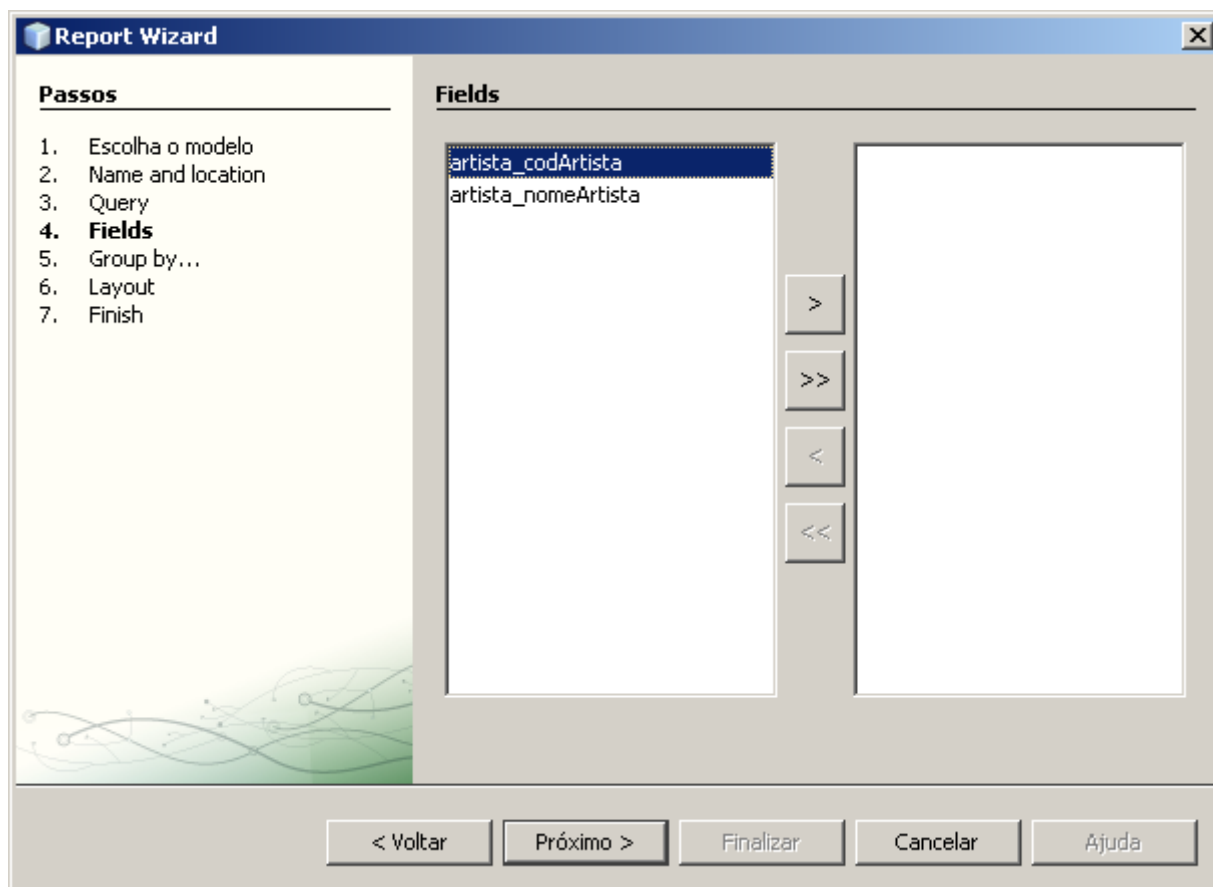 Report Wizard
Passos
1. Escolha o modelo
2. Name and location
3. Query
4. Fields
5. Group by...
6. Layout
7. Finish
Fields
artista_codArtista
artista_nomeArtista
>
>>
<
<<
< Voltar
Próximo >
Finalizar
Cancelar
Ajuda